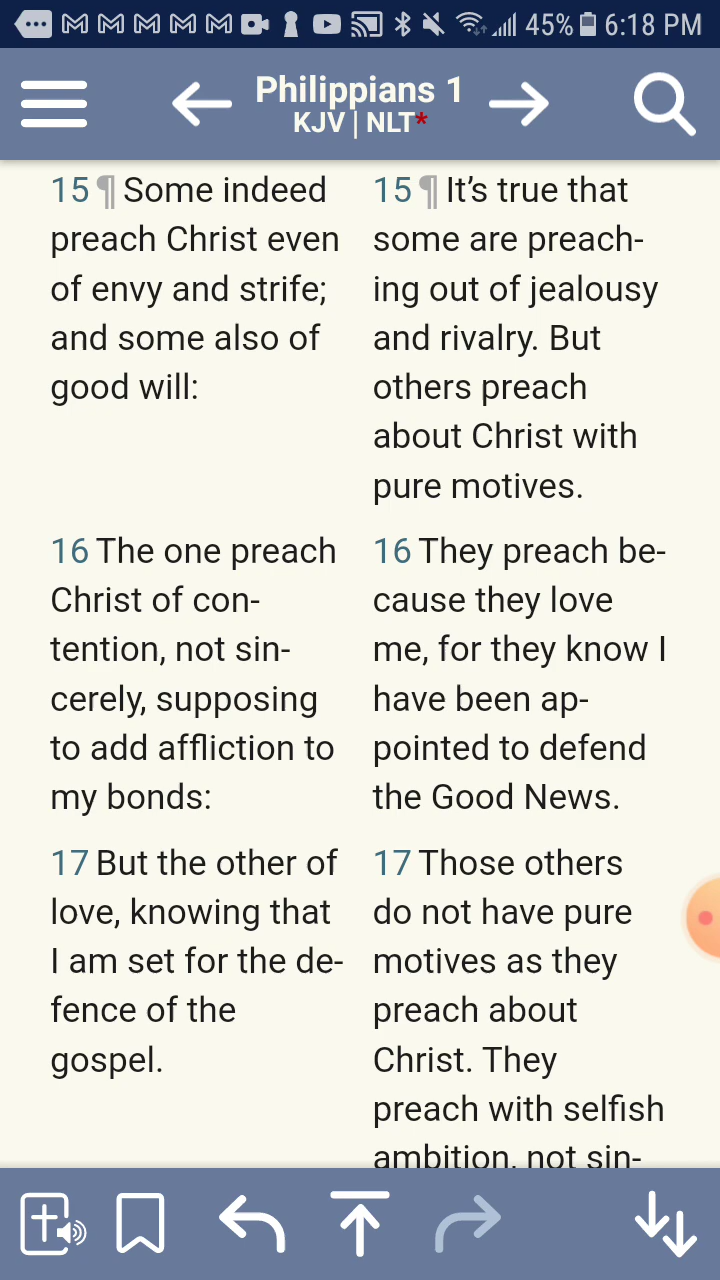 45% 6:18 PM
Philippians 1
KJV | NLT*
15 ¶ Some indeed
preach Christ even
of envy and strife;
and some also of
good will:
15 ¶ It's true that
some are preach-
ing out of jealousy
and rivalry. But
others preach
about Christ with
pure motives.
16 The one preach
Christ of con-
tention, not sin-
cerely, supposing
to add affliction to
my bonds:
16 They preach be-
cause they love
me, for they know I
have been ap-
pointed to defend
the Good News.
17 But the other of
love, knowing that
I am set for the de-
fence of the
gospel.
17 Those others
do not have pure
motives as they
preach about
Christ. They
preach with selfish
ambition, not sin-